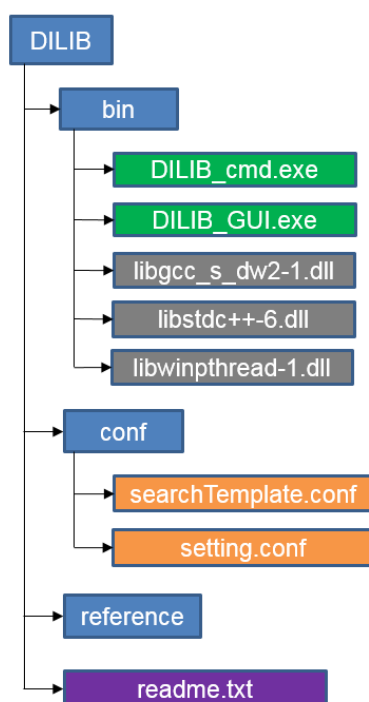 DILIB
bin
DILIB_cmd.exe
DILIB_GUI.exe
libgcc_s_dw2-1.dll
libstdc++-6.dll
libwinpthread-1.dll
conf
searchTemplate.conf
setting.conf
reference
readme.txt